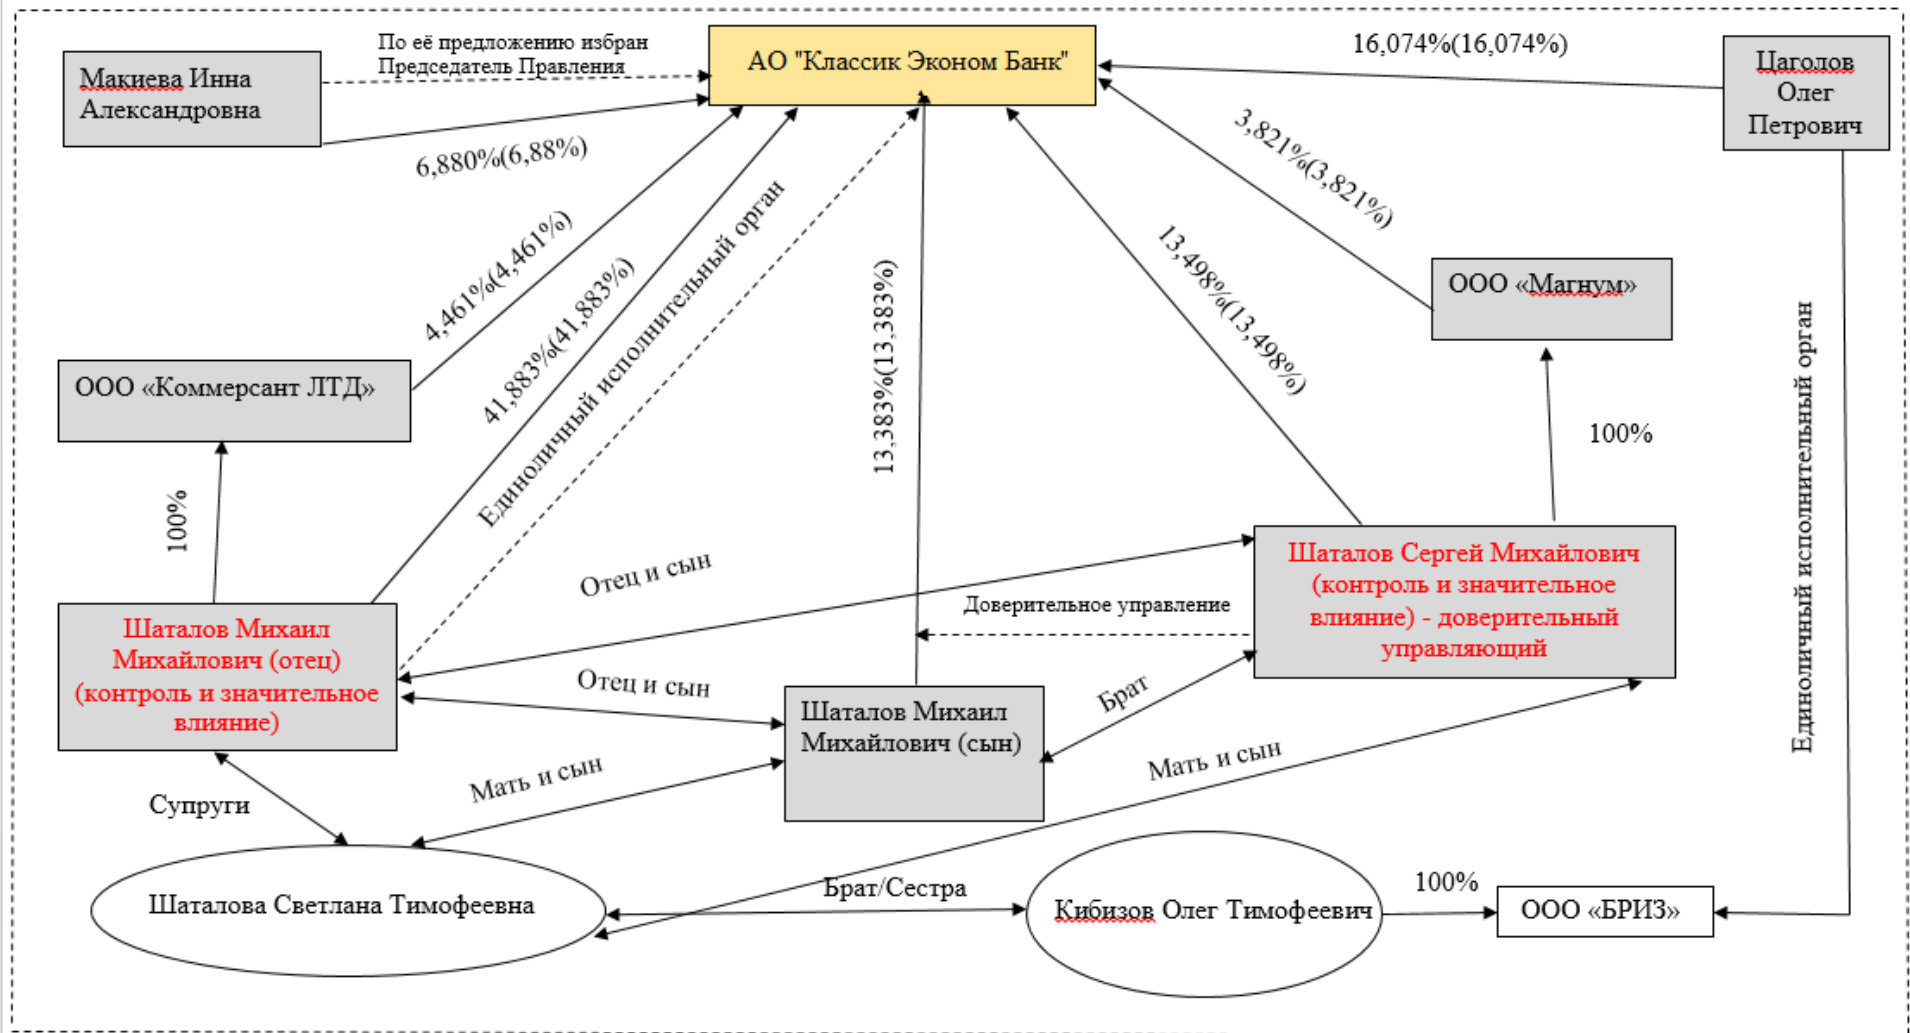 По её предложению избран
Председатель Правления
АО "Классик Эконом Банк"
16,074%(16,074%)
Цаголов
Олег
Петрович
Макиева Инна
Александровна
6,880%(6,88%)
3,821%(3,821%)
4,461%(4,461%)
41,883%(41,883%)
Единоличный исполнительный орган
13,383%(13,383%)
13,498%(13,498%)
ООО «Магнум»
Единоличный исполнительный орган
ООО «Коммерсант ЛТД»
100%
100%
Отец и сын
Доверительное управление
Шаталов Сергей Михайлович
(контроль и значительное
влияние) - доверительный
управляющий
Шаталов Михаил
Михайлович (отец)
(контроль и значительное
влияние)
Отец и сын
Брат
Шаталов Михаил
Михайлович (сын)
Мать и сын
Мать и сын
Супруги
Шаталова Светлана Тимофеевна
Брат/Сестра
Кибизов Олег Тимофеевич
100%
ООО «БРИЗ»